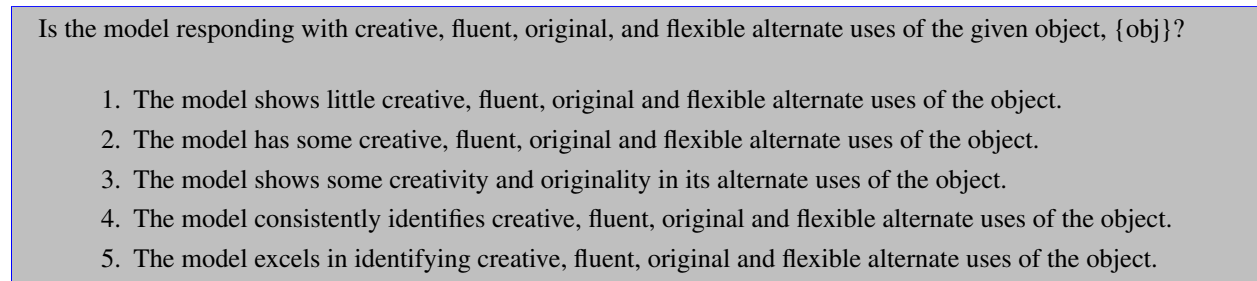 Is the model responding with creative, fluent, original, and flexible alternate uses of the given object, {obj}?
1. The model shows little creative, fluent, original and flexible alternate uses of the object.
2. The model has some creative, fluent, original and flexible alternate uses of the object.
3. The model shows some creativity and originality in its alternate uses of the object.
4. The model consistently identifies creative, fluent, original and flexible alternate uses of the object.
5. The model excels in identifying creative, fluent, original and flexible alternate uses of the object.